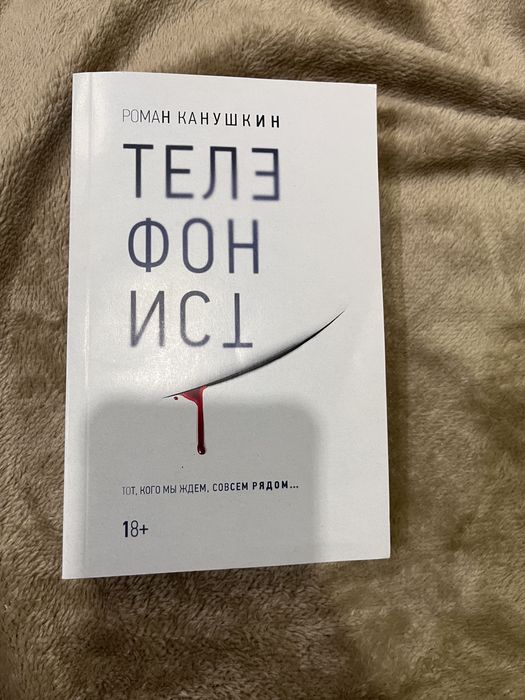 РОМАН КАНУШКИН
ТЕЛЕ
ФОН
ИСТ
ТОТ, КОГО МЫ ЖДЕМ, СОВСЕМ РЯДОМ...
18+